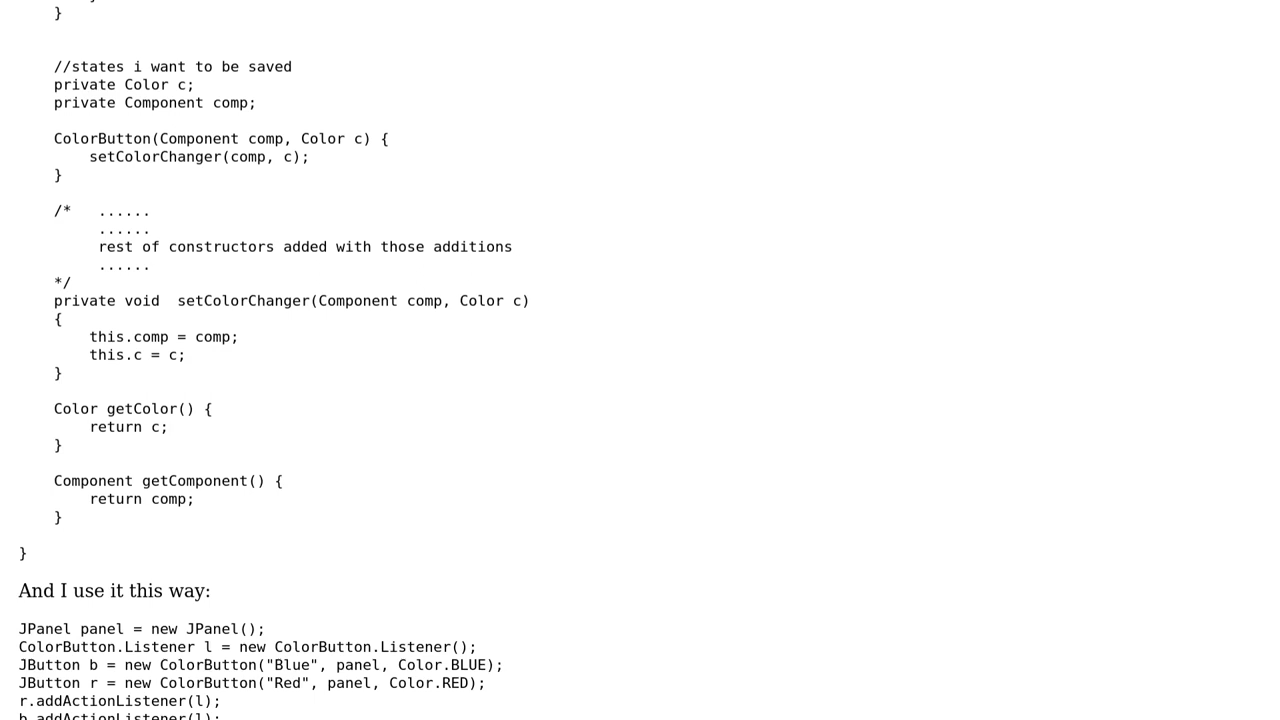 }

    //states i want to be saved
    private Color c;
    private Component comp;

    ColorButton(Component comp, Color c) {
        setColorChanger(comp, c);
    }

    /*   ......
         ......
         rest of constructors added with those additions
         ......
    */
    private void  setColorChanger(Component comp, Color c)
    {
        this.comp = comp;
        this.c = c;
    }

    Color getColor() {
        return c;
    }

    Component getComponent() {
        return comp;
    }

}
And I use it this way:
JPanel panel = new JPanel();
ColorButton.Listener l = new ColorButton.Listener();
JButton b = new ColorButton("Blue", panel, Color.BLUE);
JButton r = new ColorButton("Red", panel, Color.RED);
r.addActionListener(l);
b.addActionListener(l);